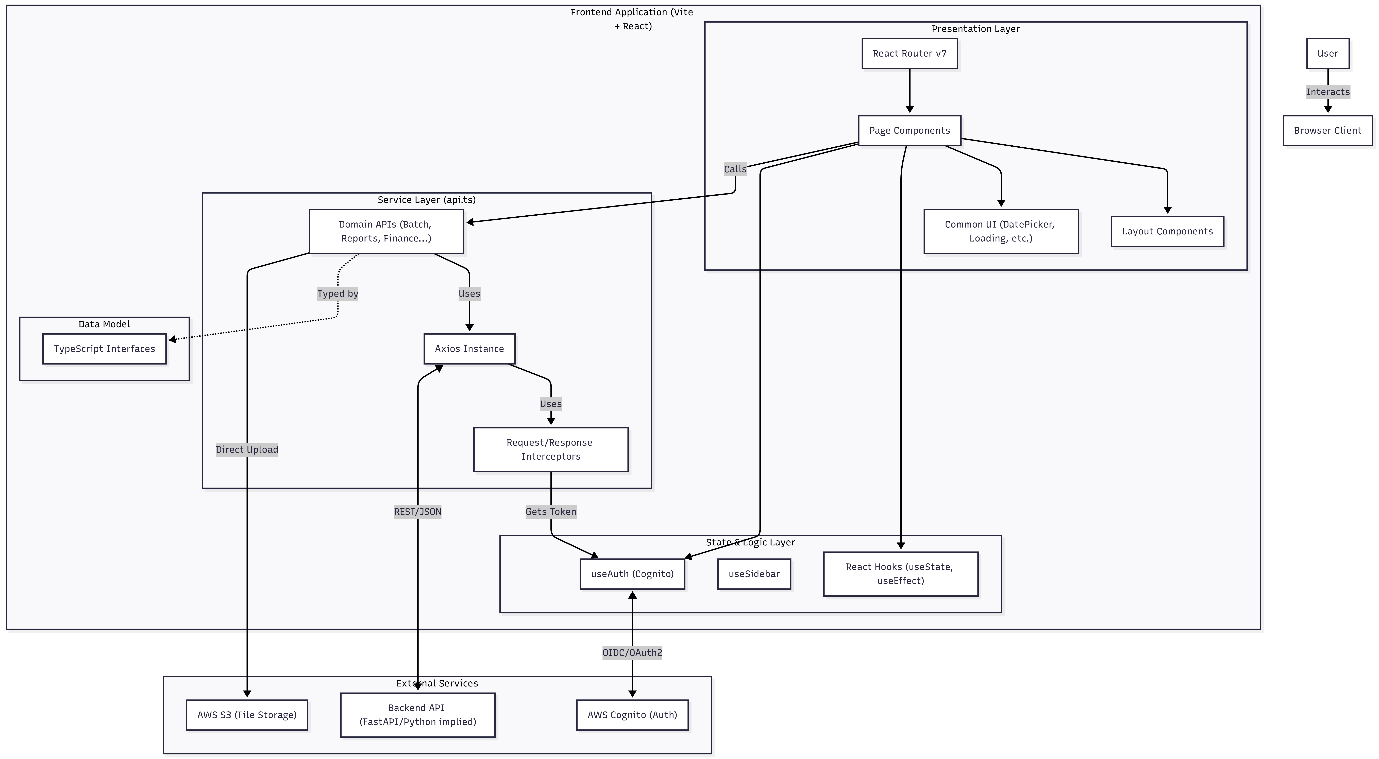 Frontend Application (Vite
+ React)
Presentation Layer
React Router v7
User
Interacts
Page Components
Browser Client
Calls
Service Layer (api.ts)
Domain APIs (Batch,
Reports, Finance...)
Common UI (DatePicker,
Loading, etc.)
Layout Components
Typed by
Uses
Data Model
TypeScript Interfaces
Axios Instance
Uses
Request/Response
Interceptors
Direct Upload
REST/JSON
Gets Token
State & Logic Layer
useAuth (Cognito)
useSidebar
React Hooks (useState,
useEffect)
OIDC/OAuth2
External Services
AWS S3 (File Storage)
Backend API
(FastAPI/Python implied)
AWS Cognito (Auth)